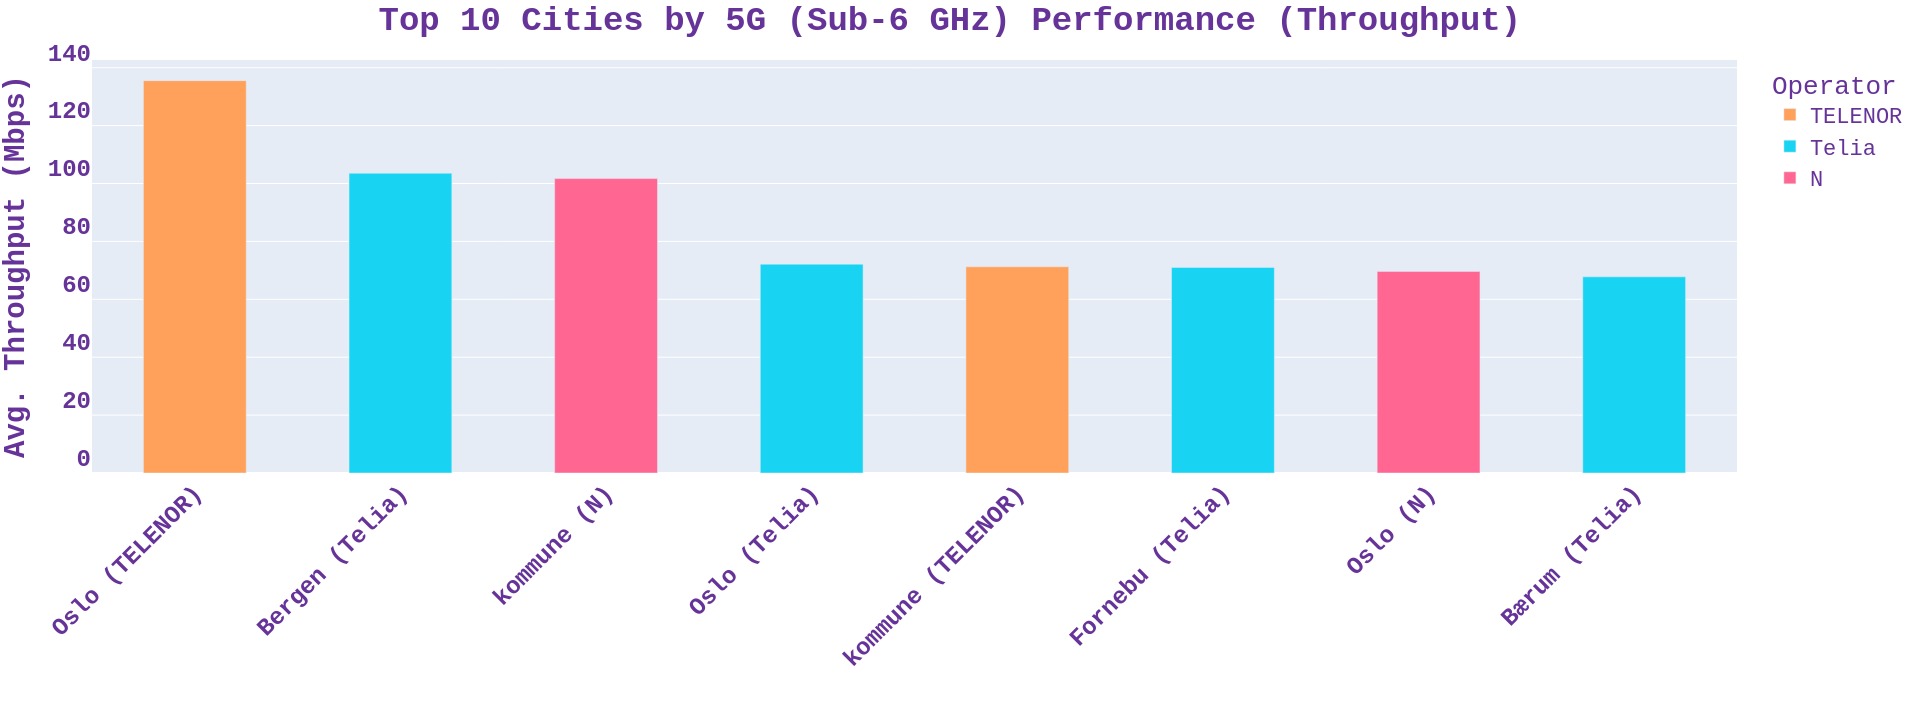 Top 10 Cities by 5G (Sub-6 GHz) Performance (Throughput)
Avg. Throughput (Mbps)
140
120
100
80
60
40
20
0
Oslo (TELENOR)
Bergen (Telia)
kommune (N)
Oslo (Telia)
kommune (TELENOR)
Fornebu (Telia)
Oslo (N)
Bærum (Telia)
Operator
TELENOR
Telia
N